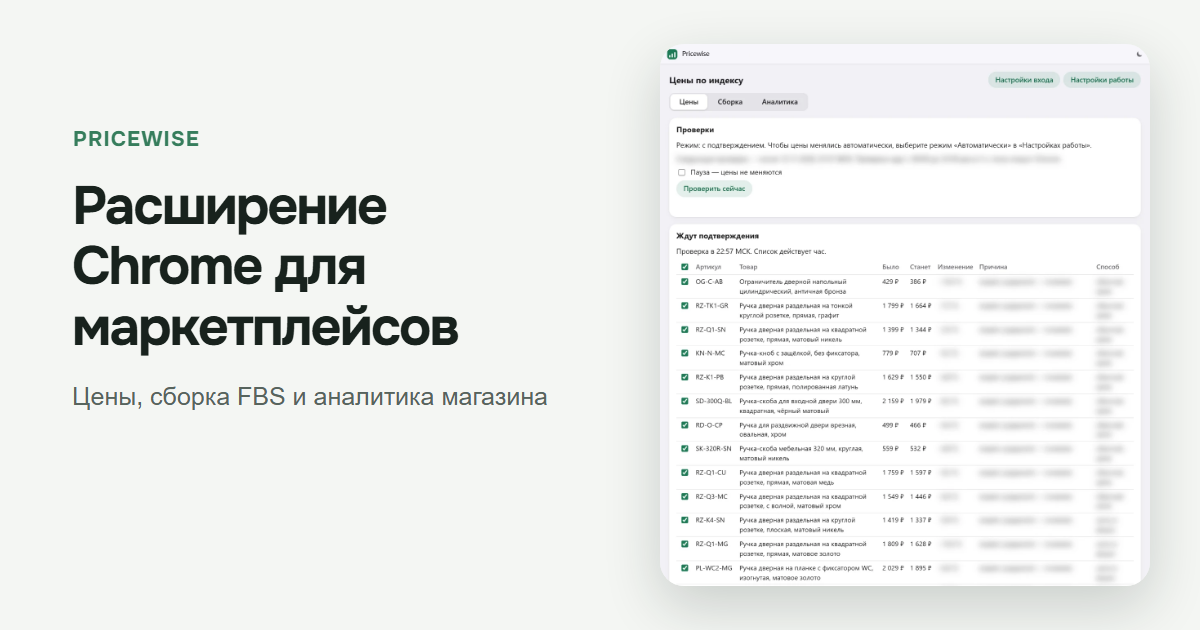 PRICEWISE
Расширение
Chrome для
маркетплейсов
Цены, сборка FBS и аналитика магазина
Pricewise
Цены по индексу
Настройки входа
Настройки работы
Цены
Сборка
Аналитика
Проверки
Режим: с подтверждением. Чтобы цены менялись автоматически, выберите режим «Автоматически» в «Настройках работы».
Пауза — цены не меняются
Проверить сейчас
Ждут подтверждения
Проверка в 22:57 МСК. Список действует час.
Артикул Товар Было Станет Изменение Причина Способ
OG-C-AB Ограничитель дверной напольный 429 ₽ 386 ₽
цилиндрический, античная бронза
RZ-TK1-GR Ручка дверная раздельная на тонкой 1 799 ₽ 1 664 ₽
круглой розетке, прямая, графит
RZ-Q1-SN Ручка дверная раздельная на квадратной 1 399 ₽ 1 344 ₽
розетке, прямая, матовый никель
KN-N-MC Ручка-кноб с защёлкой, без фиксатора, 779 ₽ 707 ₽
матовый хром
RZ-K1-PB Ручка дверная раздельная на круглой 1 629 ₽ 1 550 ₽
розетке, прямая, полированная латунь
SD-300Q-BL Ручка-скоба для входной двери 300 мм, 2 159 ₽ 1 979 ₽
квадратная, чёрный матовый
RD-O-CP Ручка для раздвижной двери врезная, 499 ₽ 466 ₽
овальная, хром
SK-320R-SN Ручка-скоба мебельная 320 мм, круглая, 559 ₽ 532 ₽
матовый никель
RZ-Q1-CU Ручка дверная раздельная на квадратной 1 759 ₽ 1 597 ₽
розетке, прямая, матовая медь
RZ-Q3-MC Ручка дверная раздельная на квадратной 1 549 ₽ 1 446 ₽
розетке, с волной, матовый хром
RZ-K4-SN Ручка дверная раздельная на круглой 1 419 ₽ 1 337 ₽
розетке, плоская, матовый никель
RZ-Q1-MG Ручка дверная раздельная на квадратной 1 809 ₽ 1 628 ₽
розетке, прямая, матовое золото
PL-WC2-MG Ручка дверная на планке с фиксатором WC, 2 029 ₽ 1 895 ₽
изогнутая, матовое золото